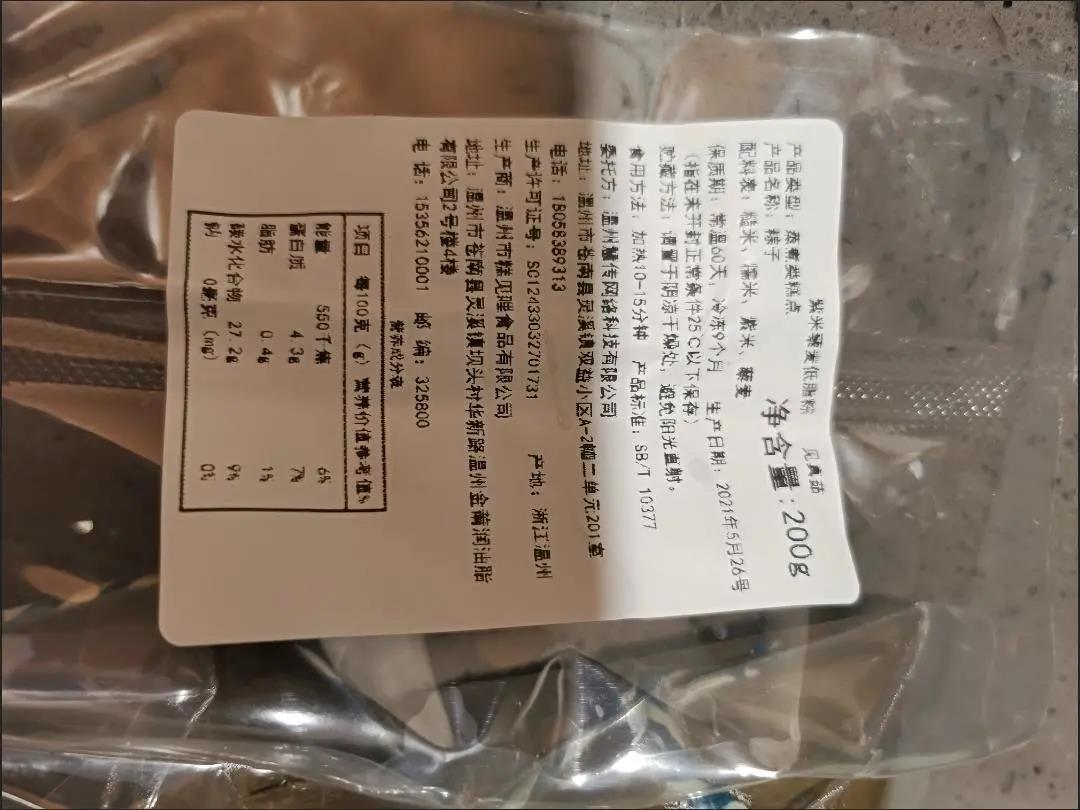 紫米藜麦低脂粽 见真菇
产品类型：蒸煮类糕点
产品名称：粽子
净含量：200g
配料表：糙米、糯米、紫米、藜麦
保质期：常温60天，冷冻9个月 生产日期：2021年5月26号
（指在未开封正常条件25℃以下保存）
贮藏方法：请置于阴凉干燥处，避免阳光直射。
食用方法：加热10-15分钟 产品标准：SB/T 10377
委托方：温州慧传网络科技有限公司
地址：温州市苍南县灵溪镇双益小区A-2幢二单元201室
电话：18058389313
生产许可证号：SC12433032701731 产地：浙江温州
生产商：温州市糕见哩食品有限公司
地址：温州市苍南县灵溪镇坝头村华新路温州金蒲润油脂
有限公司2号楼4楼
电话：15356210001 邮编：325800
营养成分表
项目 每100克（g） 营养价值参考值%
能量 550千焦 6%
蛋白质 4.3g 7%
脂肪 0.4g 1%
碳水化合物 27.2g 9%
钠 0毫克（mg） 0%